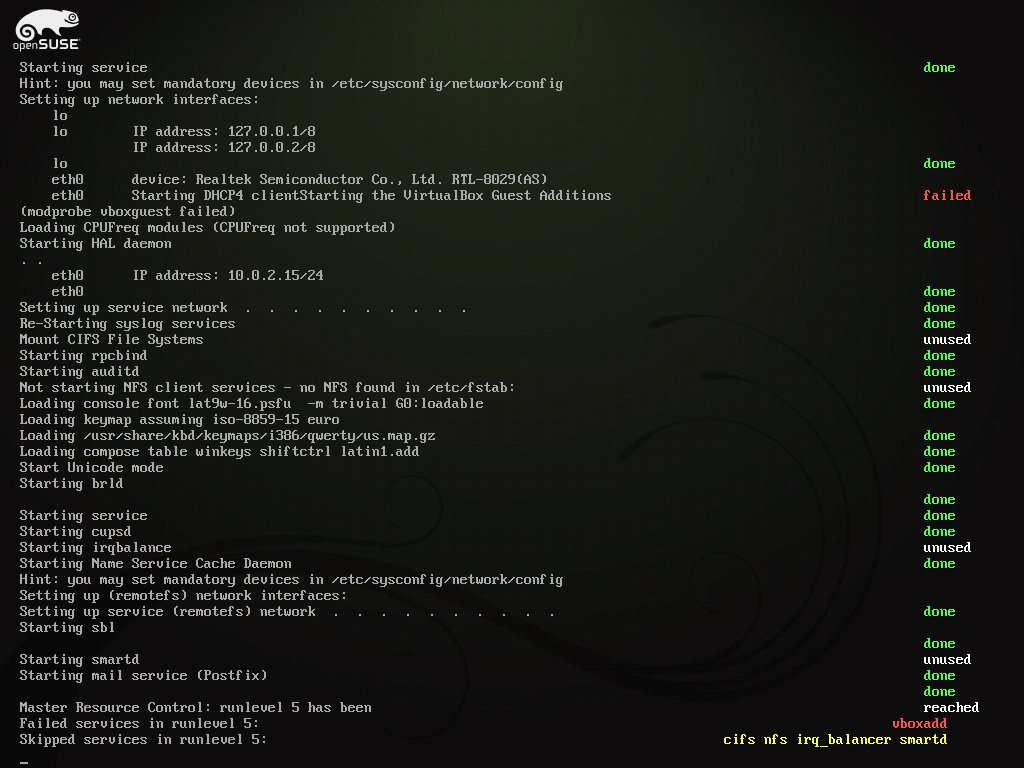 openSUSE
Starting service done
Hint: you may set mandatory devices in /etc/sysconfig/network/config
Setting up network interfaces:
lo
lo IP address: 127.0.0.1/8
IP address: 127.0.0.2/8
lo done
eth0 device: Realtek Semiconductor Co., Ltd. RTL-8029(AS)
eth0 Starting DHCP4 clientStarting the VirtualBox Guest Additions failed
(modprobe vboxguest failed)
Loading CPUFreq modules (CPUFreq not supported)
Starting HAL daemon done
. .
eth0 IP address: 10.0.2.15/24
eth0 done
Setting up service network . . . . . . . . . . done
Re-Starting syslog services done
Mount CIFS File Systems unused
Starting rpcbind done
Starting auditd done
Not starting NFS client services - no NFS found in /etc/fstab: unused
Loading console font lat9w-16.psfu -m trivial G0:loadable done
Loading keymap assuming iso-8859-15 euro
Loading /usr/share/kbd/keymaps/i386/qwerty/us.map.gz done
Loading compose table winkeys shiftctrl latin1.add done
Start Unicode mode done
Starting brld
done
Starting service done
Starting cupsd done
Starting irqbalance unused
Starting Name Service Cache Daemon done
Hint: you may set mandatory devices in /etc/sysconfig/network/config
Setting up (remotefs) network interfaces:
Setting up service (remotefs) network . . . . . . . . . . done
Starting sbl
done
Starting smartd unused
Starting mail service (Postfix) done
done
Master Resource Control: runlevel 5 has been reached
Failed services in runlevel 5: vboxadd
Skipped services in runlevel 5: cifs nfs irq_balancer smartd
_